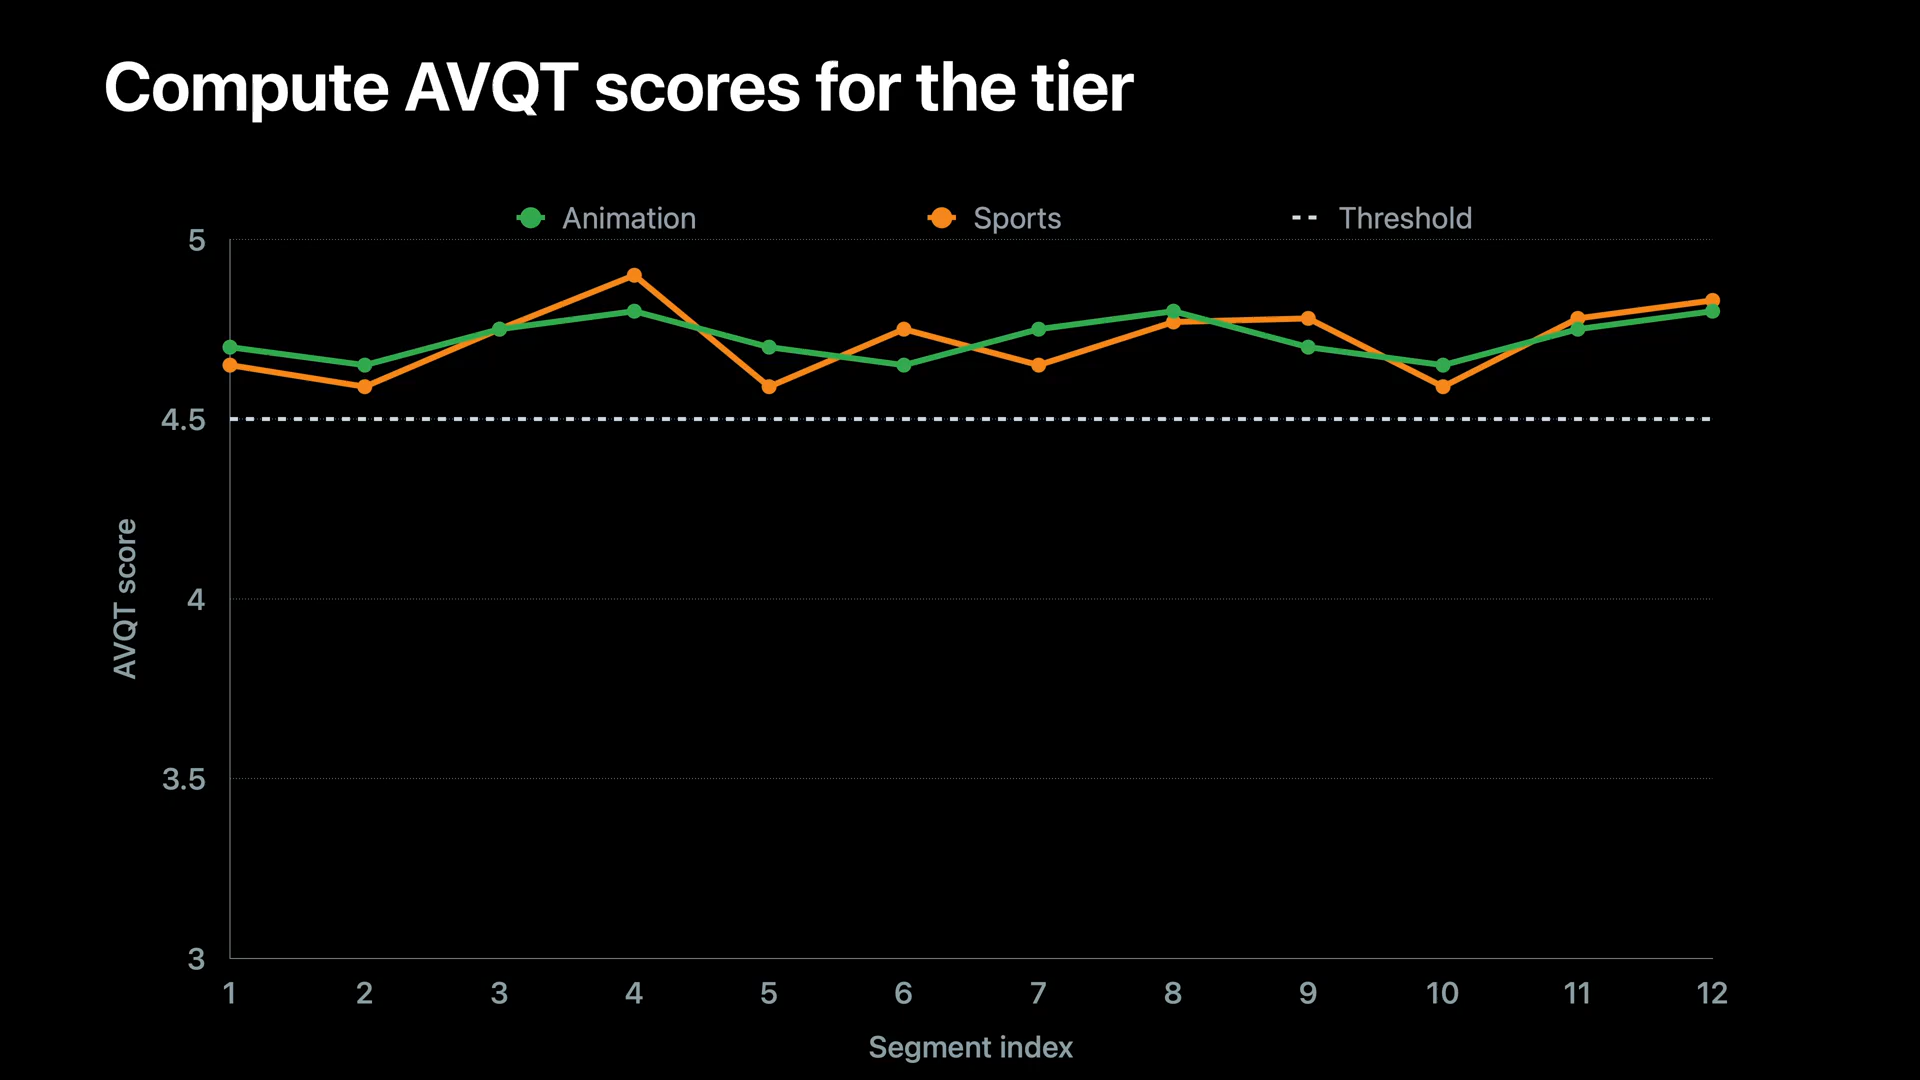 Compute AVQT scores for the tier
Animation
Sports
Threshold
5
4.5
4
3.5
3
AVQT score
1 2 3 4 5 6 7 8 9 10 11 12
Segment index